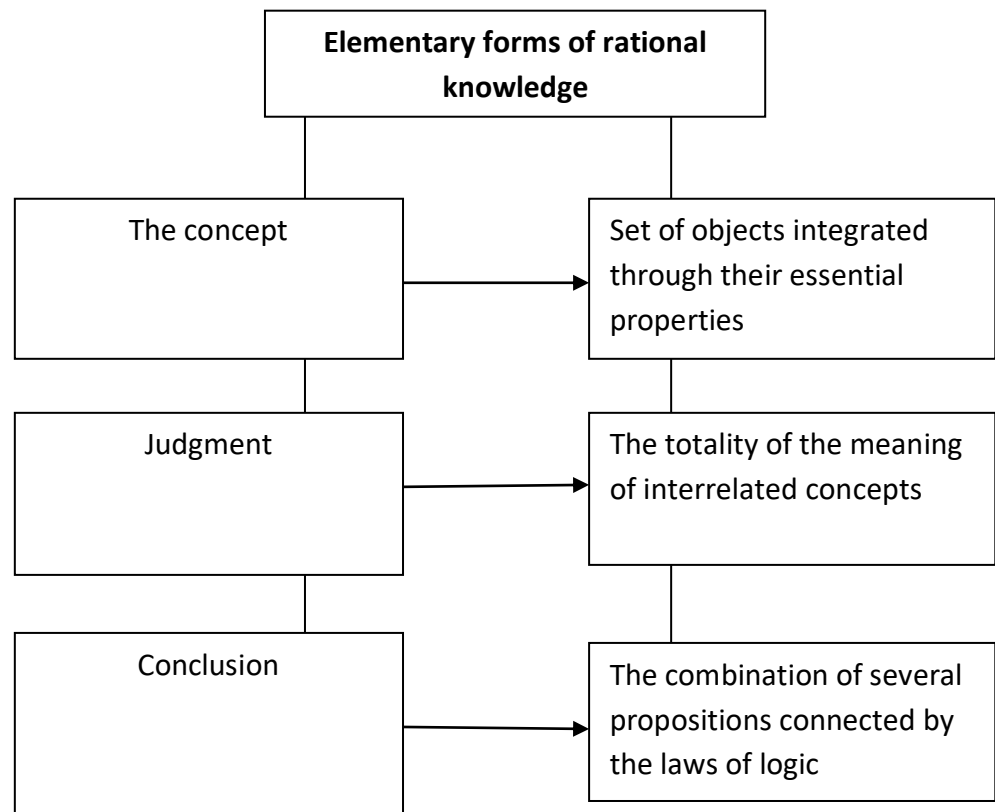 Elementary forms of rational
knowledge
The concept
Set of objects integrated
through their essential
properties
Judgment
The totality of the meaning
of interrelated concepts
Conclusion
The combination of several
propositions connected by
the laws of logic